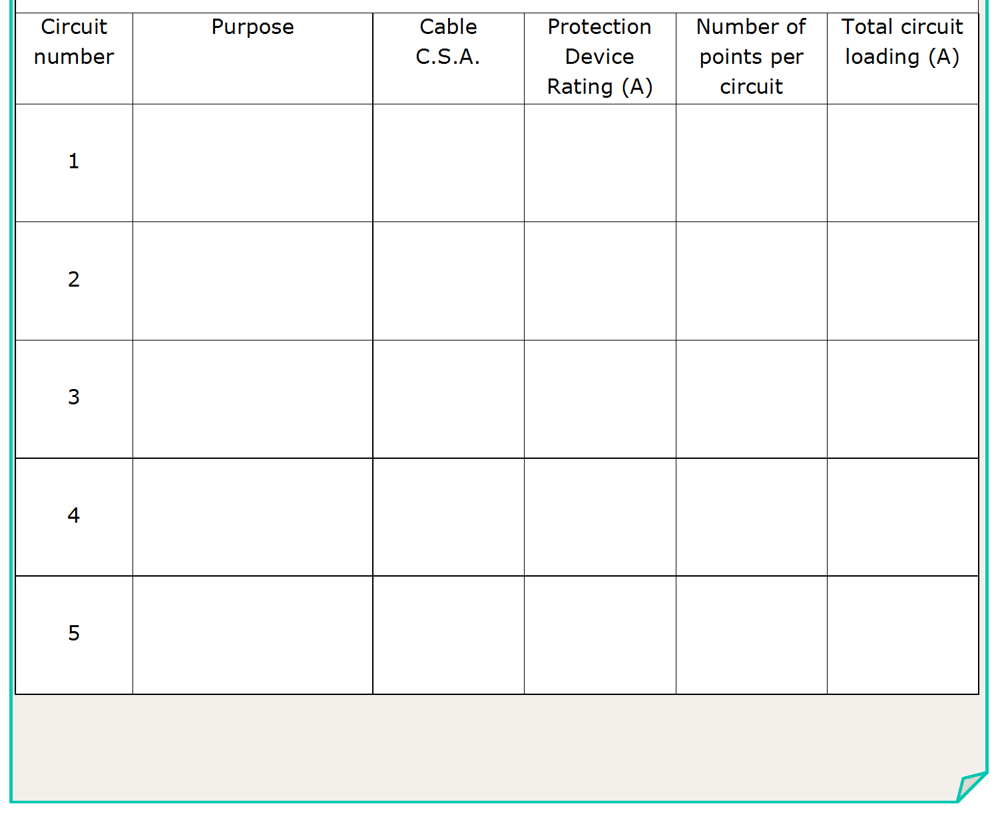 Circuit number
Purpose
Cable C.S.A.
Protection Device Rating (A)
Number of points per circuit
Total circuit loading (A)
1
2
3
4
5